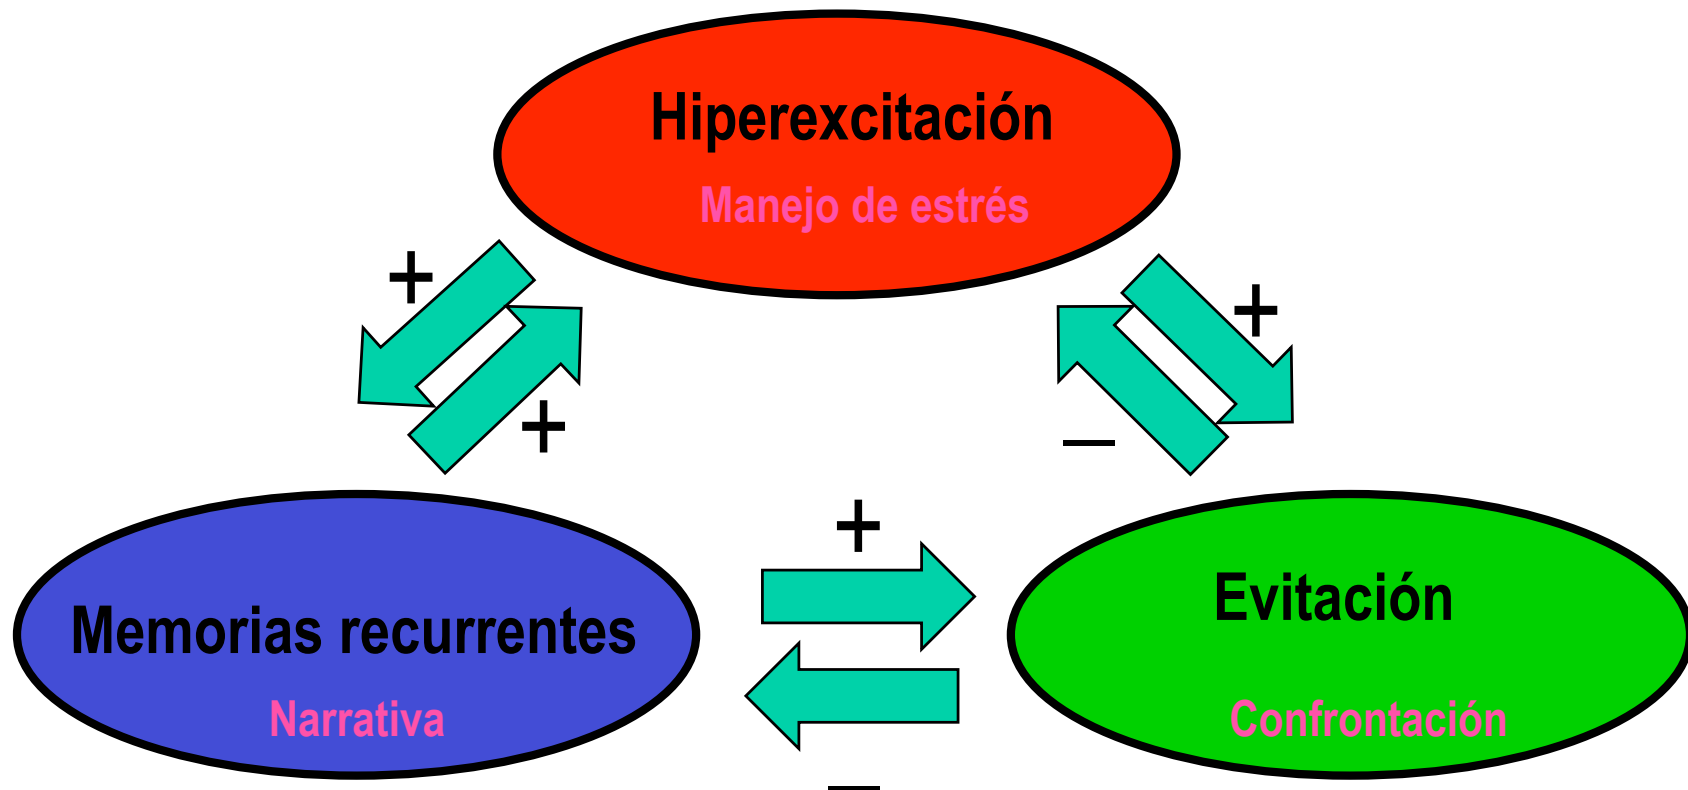 Hiperexcitación
Manejo de estrés
+
+
+
–
+
Memorias recurrentes
Narrativa
Evitación
Confrontación
–